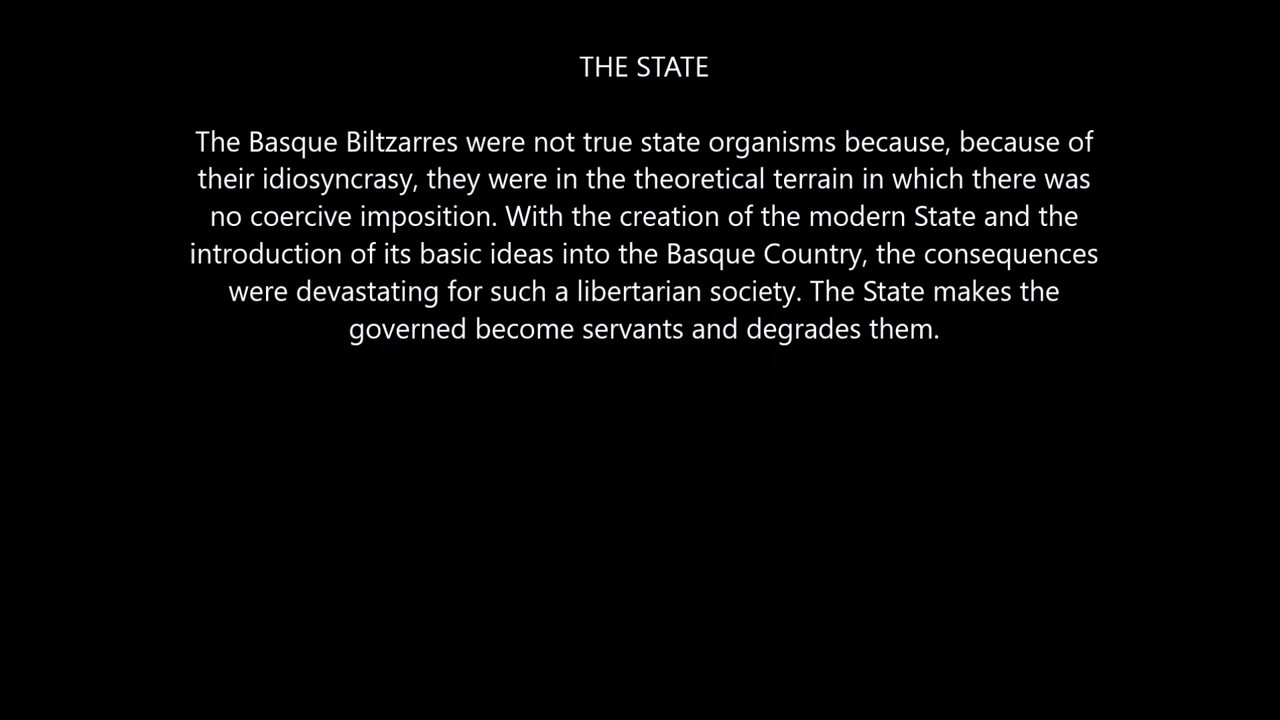 THE STATE
The Basque Biltzarres were not true state organisms because, because of
their idiosyncrasy, they were in the theoretical terrain in which there was
no coercive imposition. With the creation of the modern State and the
introduction of its basic ideas into the Basque Country, the consequences
were devastating for such a libertarian society. The State makes the
governed become servants and degrades them.